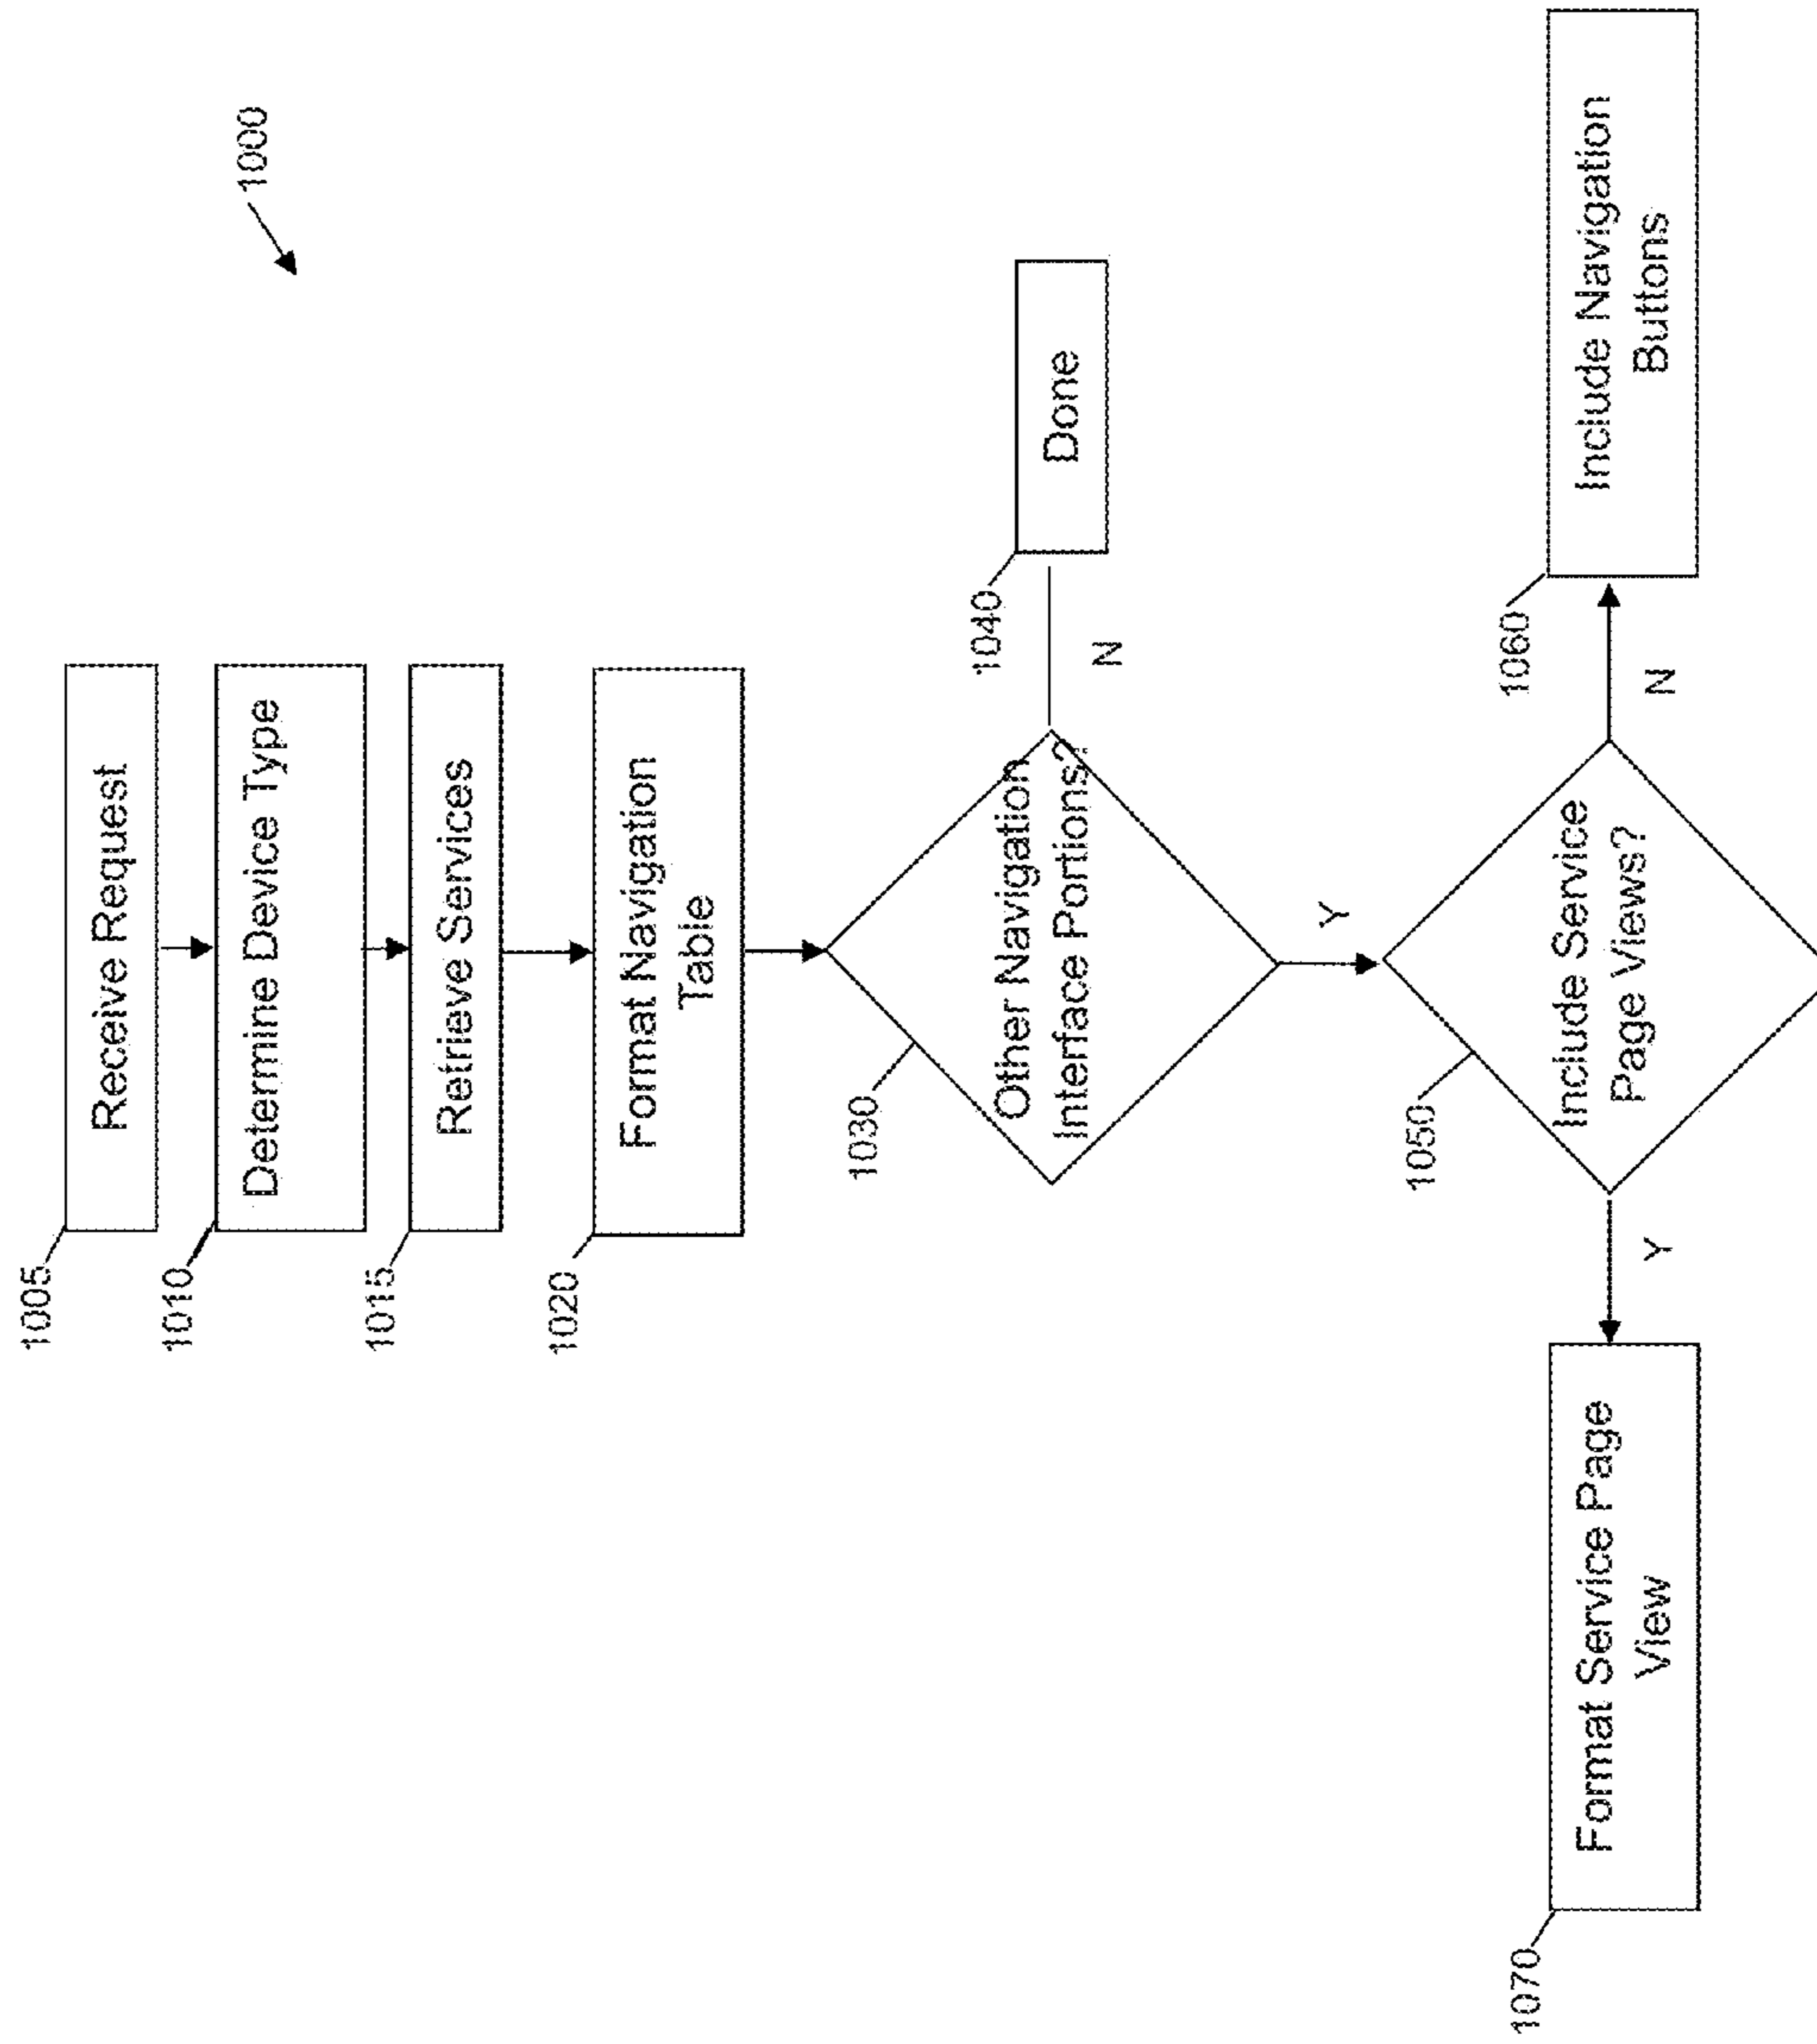 1000
1005
Receive Request
1010
Determine Device Type
1015
Retrieve Services
1020
Format Navigation
Table
1030
Other Navigation
Interface Portions?
N
1040
Done
Y
1050
Include Service
Page Views?
N
1060
Include Navigation
Buttons
Y
1070
Format Service Page
View